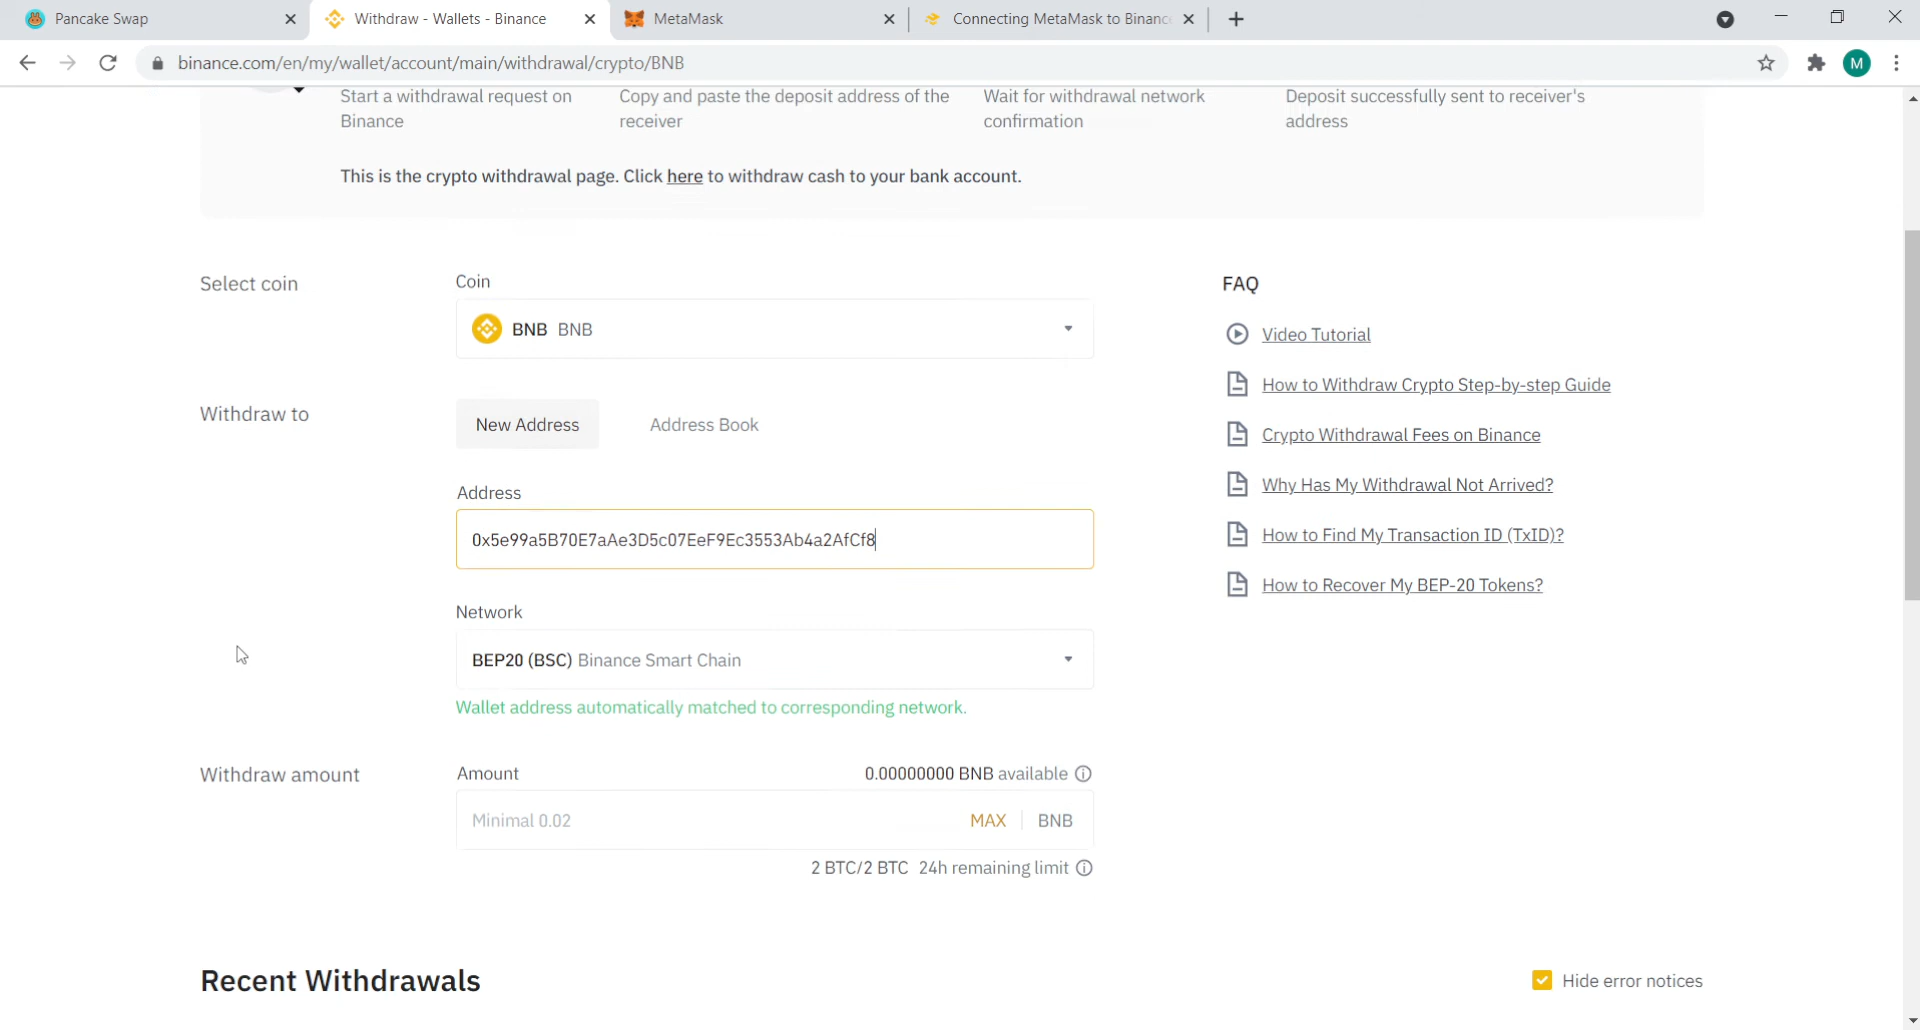 Pancake Swap
Withdraw - Wallets - Binance
MetaMask
Connecting MetaMask to Binanc
binance.com/en/my/wallet/account/main/withdrawal/crypto/BNB
M
Start a withdrawal request on
Binance
Copy and paste the deposit address of the
receiver
Wait for withdrawal network
confirmation
Deposit successfully sent to receiver's
address
This is the crypto withdrawal page. Click here to withdraw cash to your bank account.
Select coin
Coin
BNB BNB
Withdraw to
New Address
Address Book
Address
0x5e99a5B70E7aAe3D5c07EeF9Ec3553Ab4a2AfCf8
Network
BEP20 (BSC) Binance Smart Chain
Wallet address automatically matched to corresponding network.
Withdraw amount
Amount
0.00000000 BNB available
Minimal 0.02
MAX
BNB
2 BTC/2 BTC 24h remaining limit
FAQ
Video Tutorial
How to Withdraw Crypto Step-by-step Guide
Crypto Withdrawal Fees on Binance
Why Has My Withdrawal Not Arrived?
How to Find My Transaction ID (TxID)?
How to Recover My BEP-20 Tokens?
Recent Withdrawals
Hide error notices